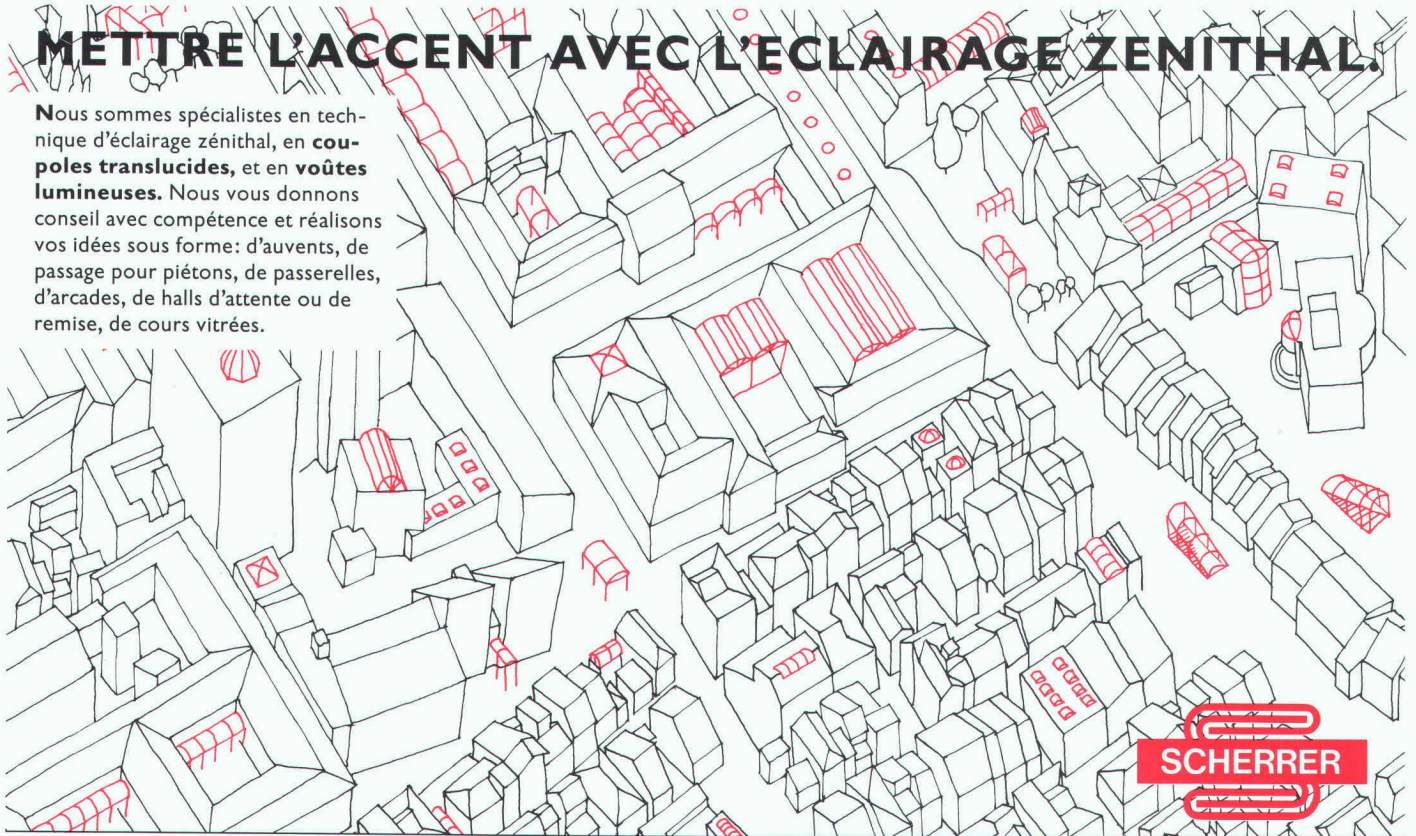 METTRE L'ACCENT AVEC L'ECLAIRAGE ZENITHAL.
Nous sommes spécialistes en tech-
nique d'éclairage zénithal, en cou-
poles translucides, et en voûtes
lumineuses. Nous vous donnons
conseil avec compétence et réalisons
vos idées sous forme: d'auvents, de
passage pour piétons, de passerelles,
d'arcades, de halls d'attente ou de
remise, de cours vitrées.
SCHERRER